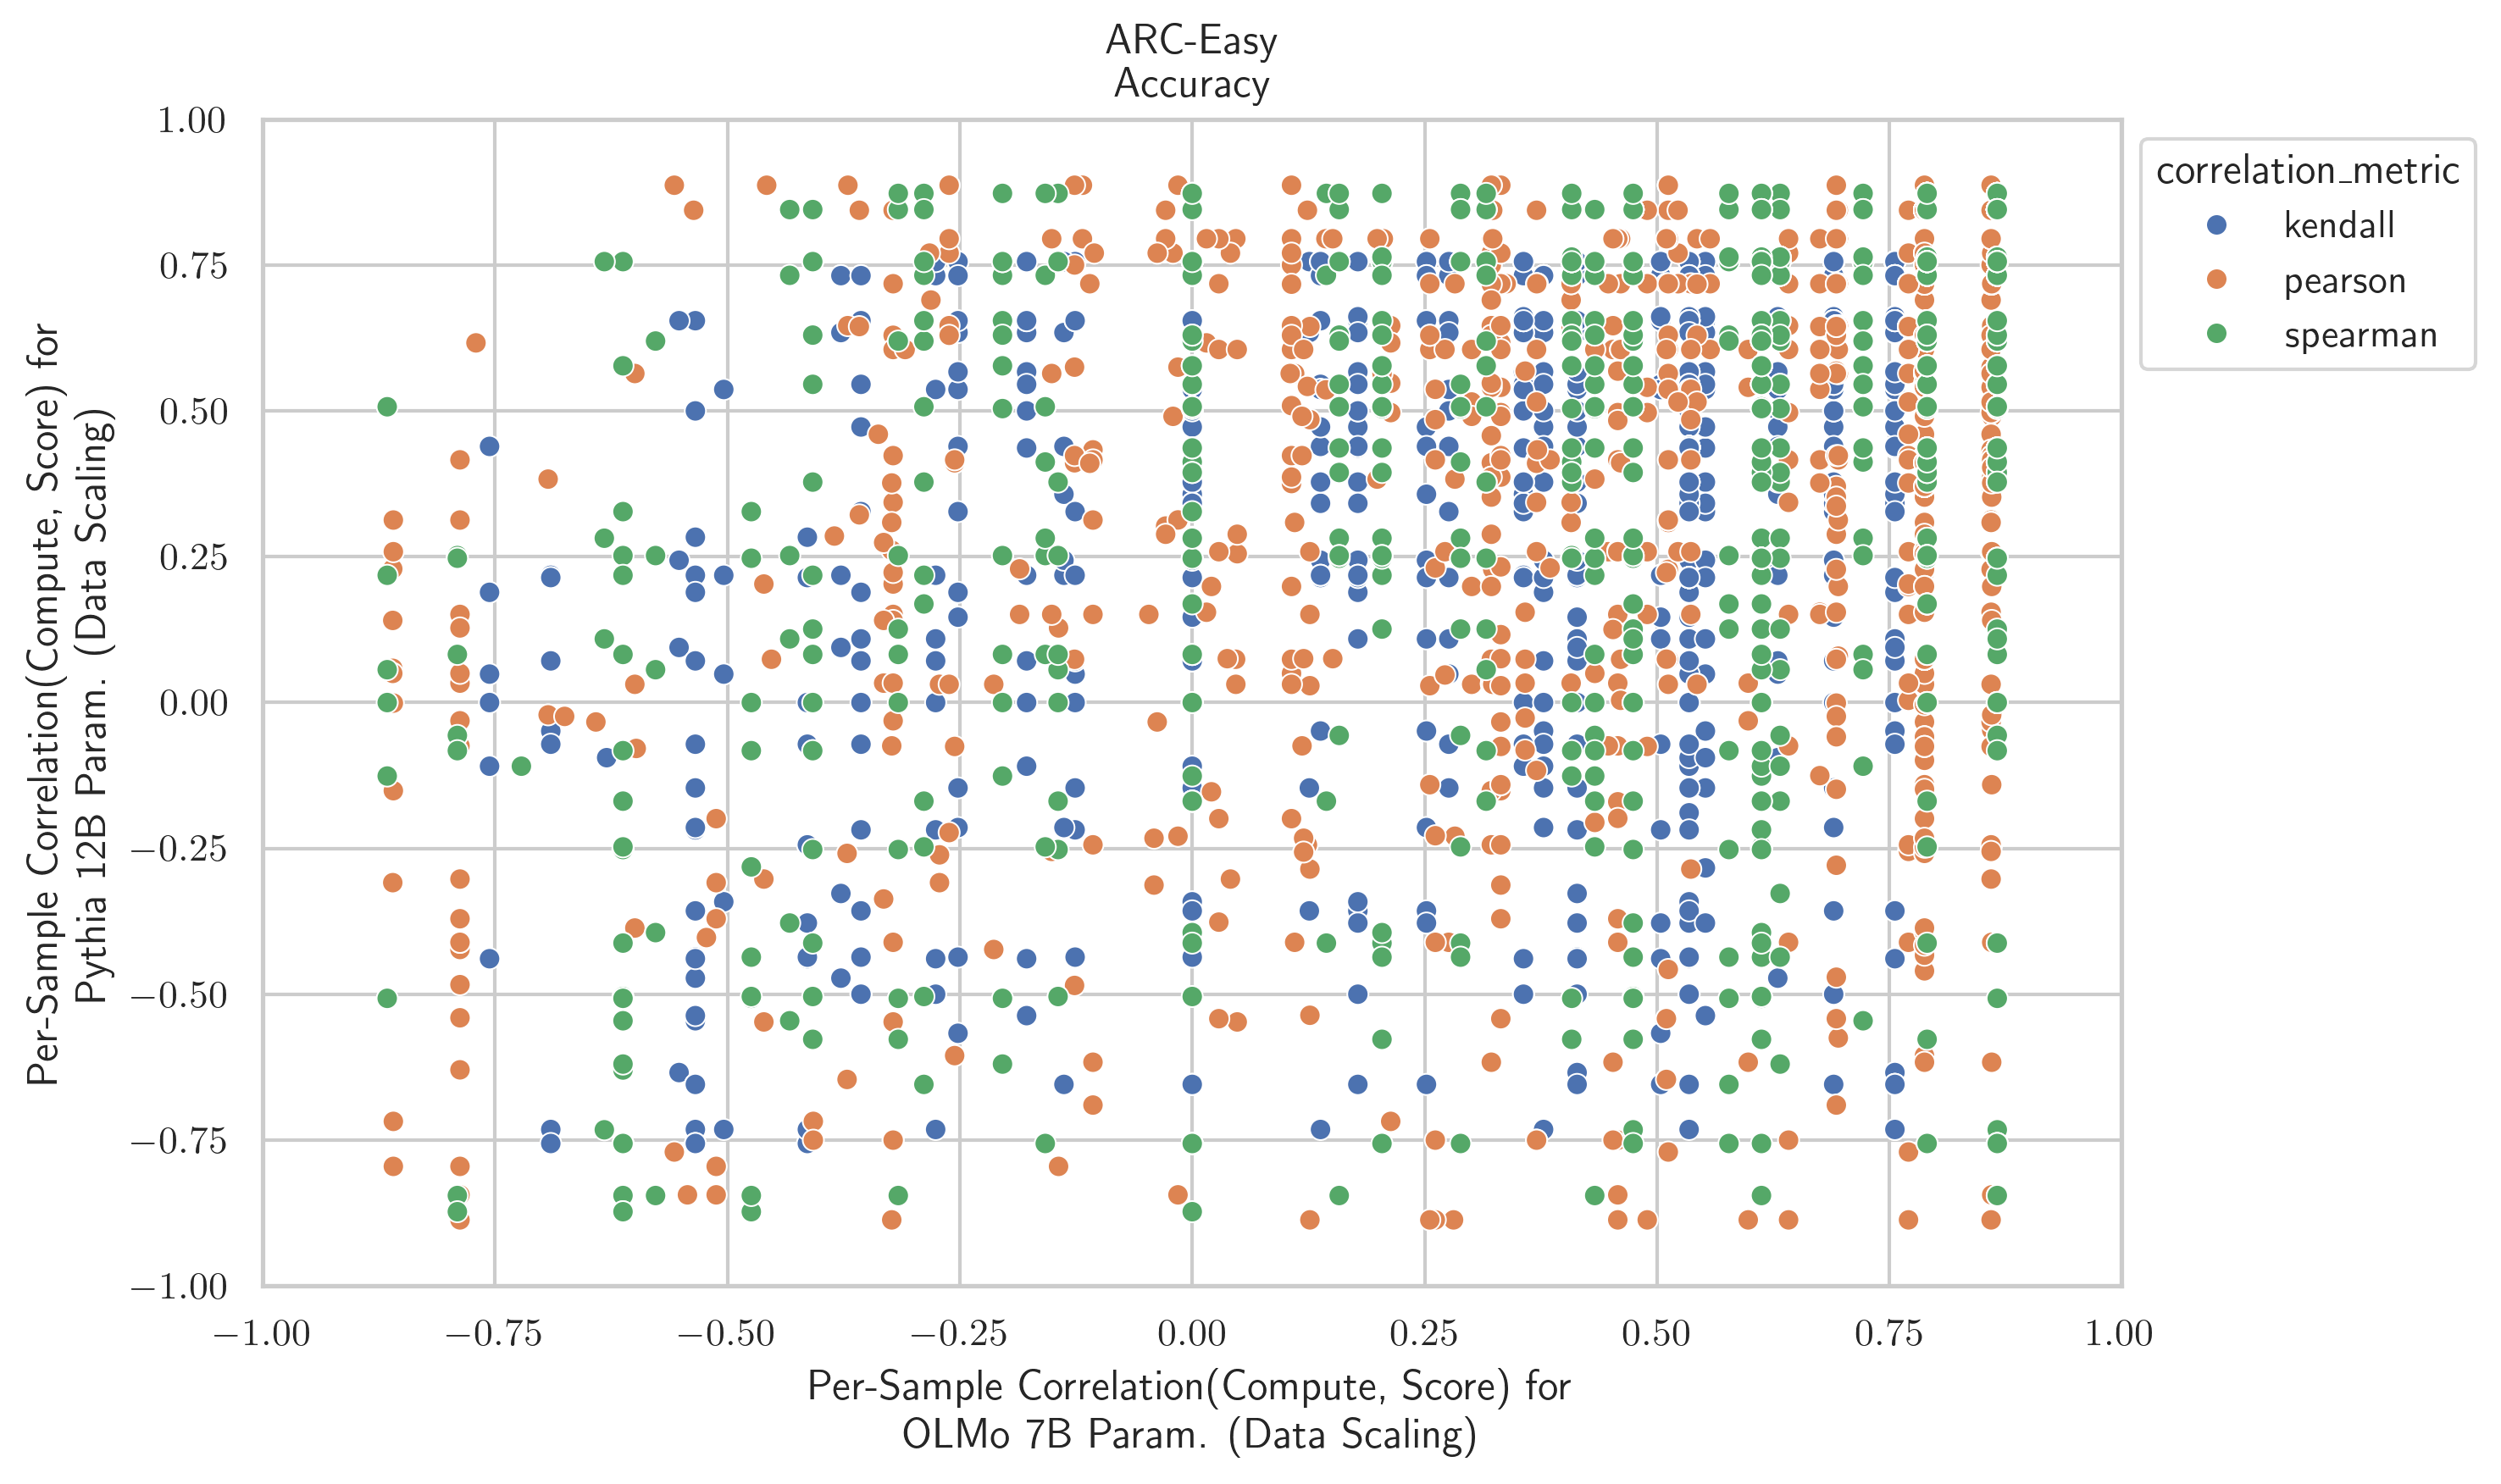 ARC-Easy
Accuracy
Per-Sample Correlation(Compute, Score) for
Pythia 12B Param. (Data Scaling)
1.00
0.75
0.50
0.25
0.00
−0.25
−0.50
−0.75
−1.00
−1.00
−0.75
−0.50
−0.25
0.00
0.25
0.50
0.75
1.00
Per-Sample Correlation(Compute, Score) for
OLMo 7B Param. (Data Scaling)
correlation_metric
kendall
pearson
spearman